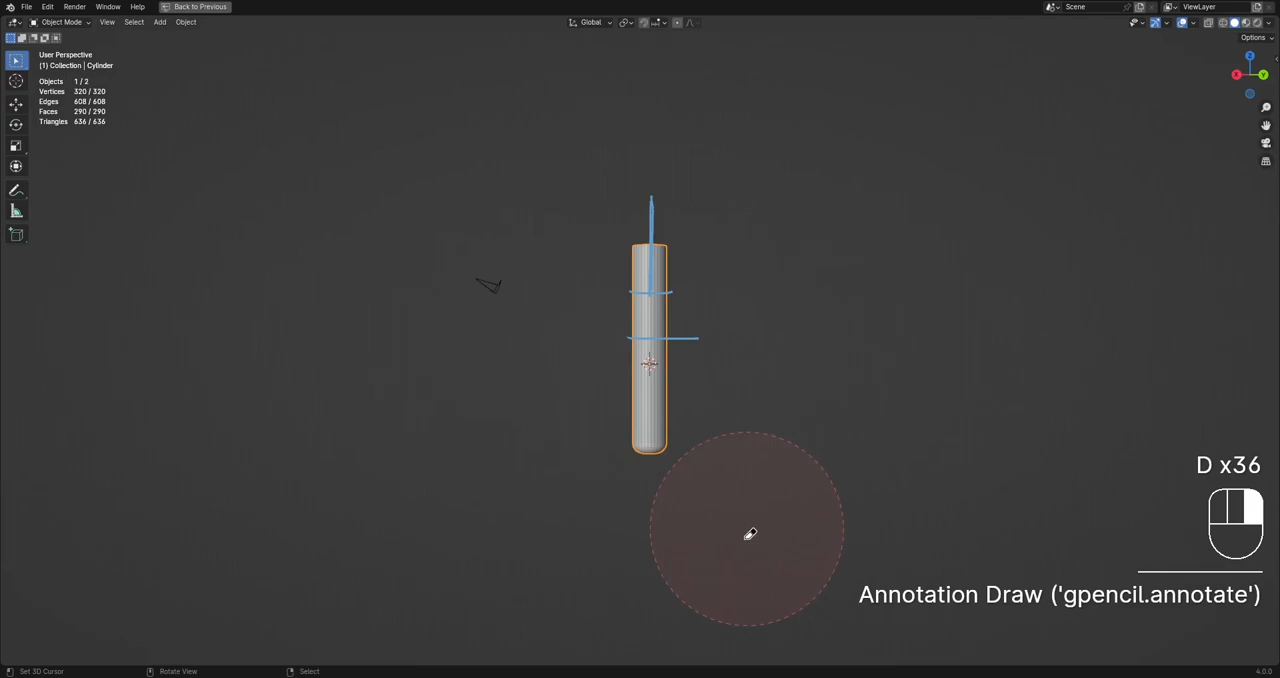 File Edit Render Window Help Back to Previous Scene ViewLayer
Object Mode View Select Add Object Global
Options
User Perspective
(1) Collection | Cylinder
Objects 1 / 2
Vertices 320 / 320
Edges 608 / 608
Faces 290 / 290
Triangles 636 / 636
Z
X
Y
D x36
Annotation Draw ('gpencil.annotate')
Set 3D Cursor Rotate View Select 4.0.0